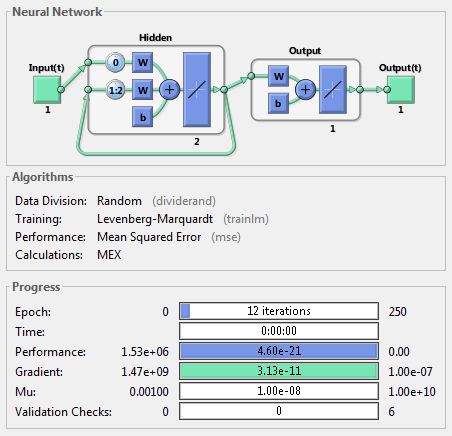 Neural Network
Hidden
Output
Input(t)
Output(t)
0
W
1:2
W
b
+
W
b
+
1
2
1
1
Algorithms
Data Division: Random (dividerand)
Training: Levenberg-Marquardt (trainlm)
Performance: Mean Squared Error (mse)
Calculations: MEX
Progress
Epoch: 0 12 iterations 250
Time: 0:00:00
Performance: 1.53e+06 4.60e-21 0.00
Gradient: 1.47e+09 3.13e-11 1.00e-07
Mu: 0.00100 1.00e-08 1.00e+10
Validation Checks: 0 0 6